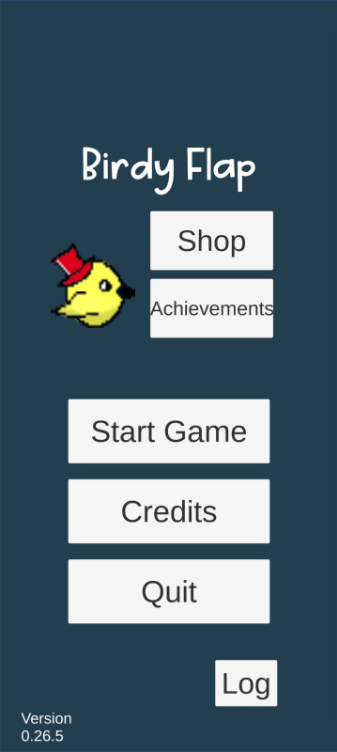 Birdy Flap
Shop
Achievements
Start Game
Credits
Quit
Log
Version
0.26.5